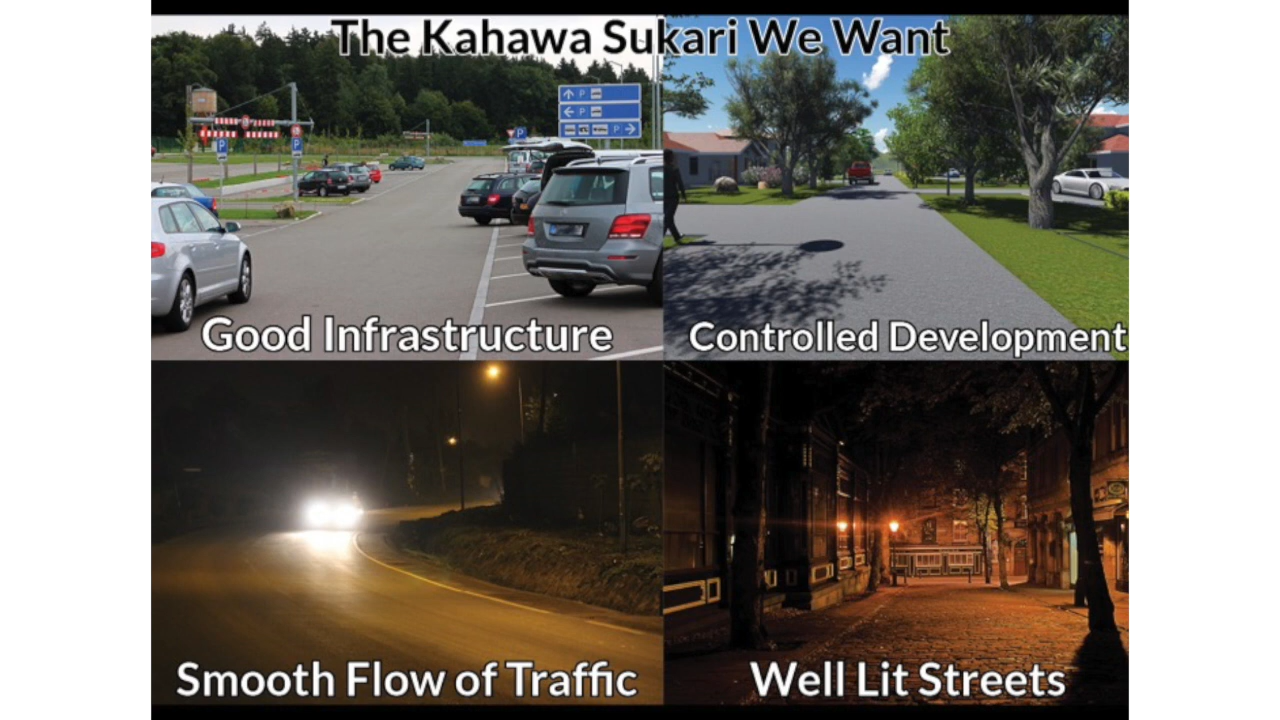 The Kahawa Sukari We Want
P
P
P
P
P
P
Good Infrastructure
Controlled Development
Smooth Flow of Traffic
Well Lit Streets